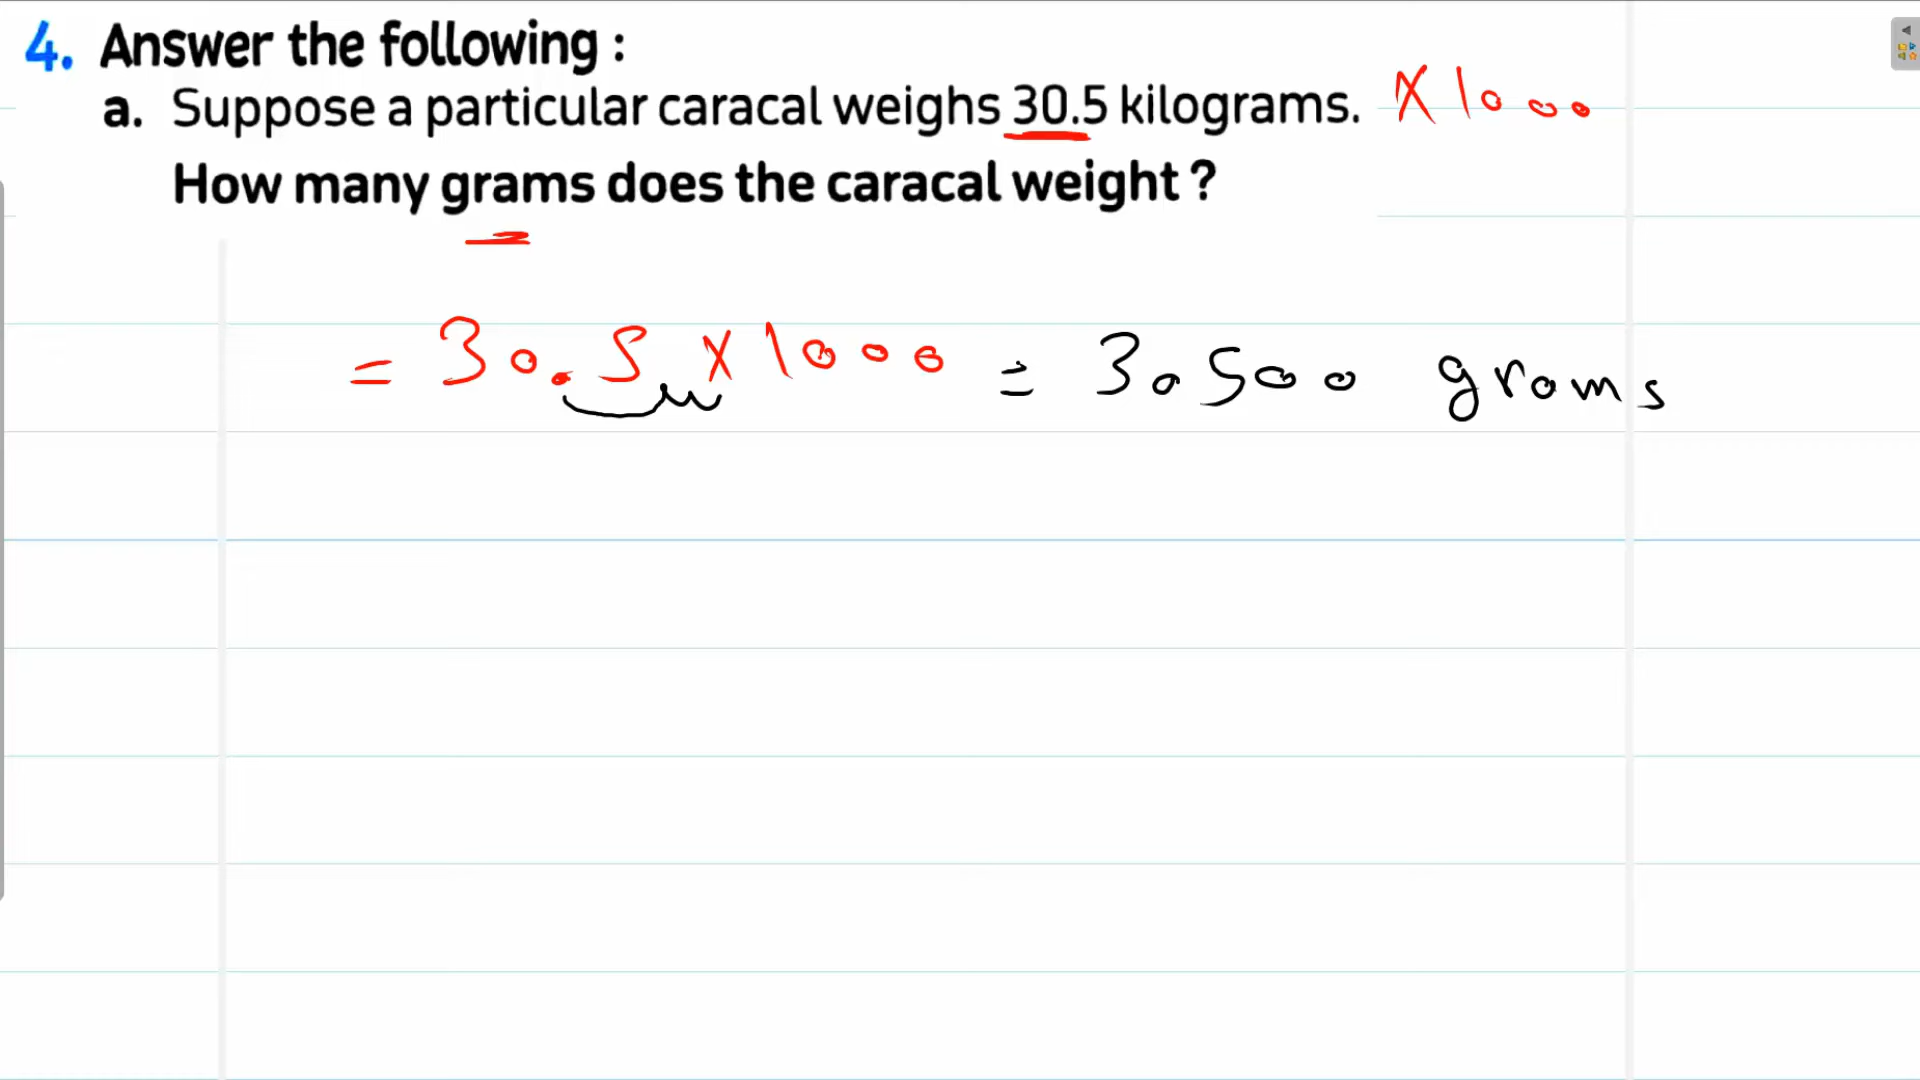 4. Answer the following :
a. Suppose a particular caracal weighs 30.5 kilograms. X 1000
How many grams does the caracal weight ?
= 30.5 X 1000 = 30500 grams